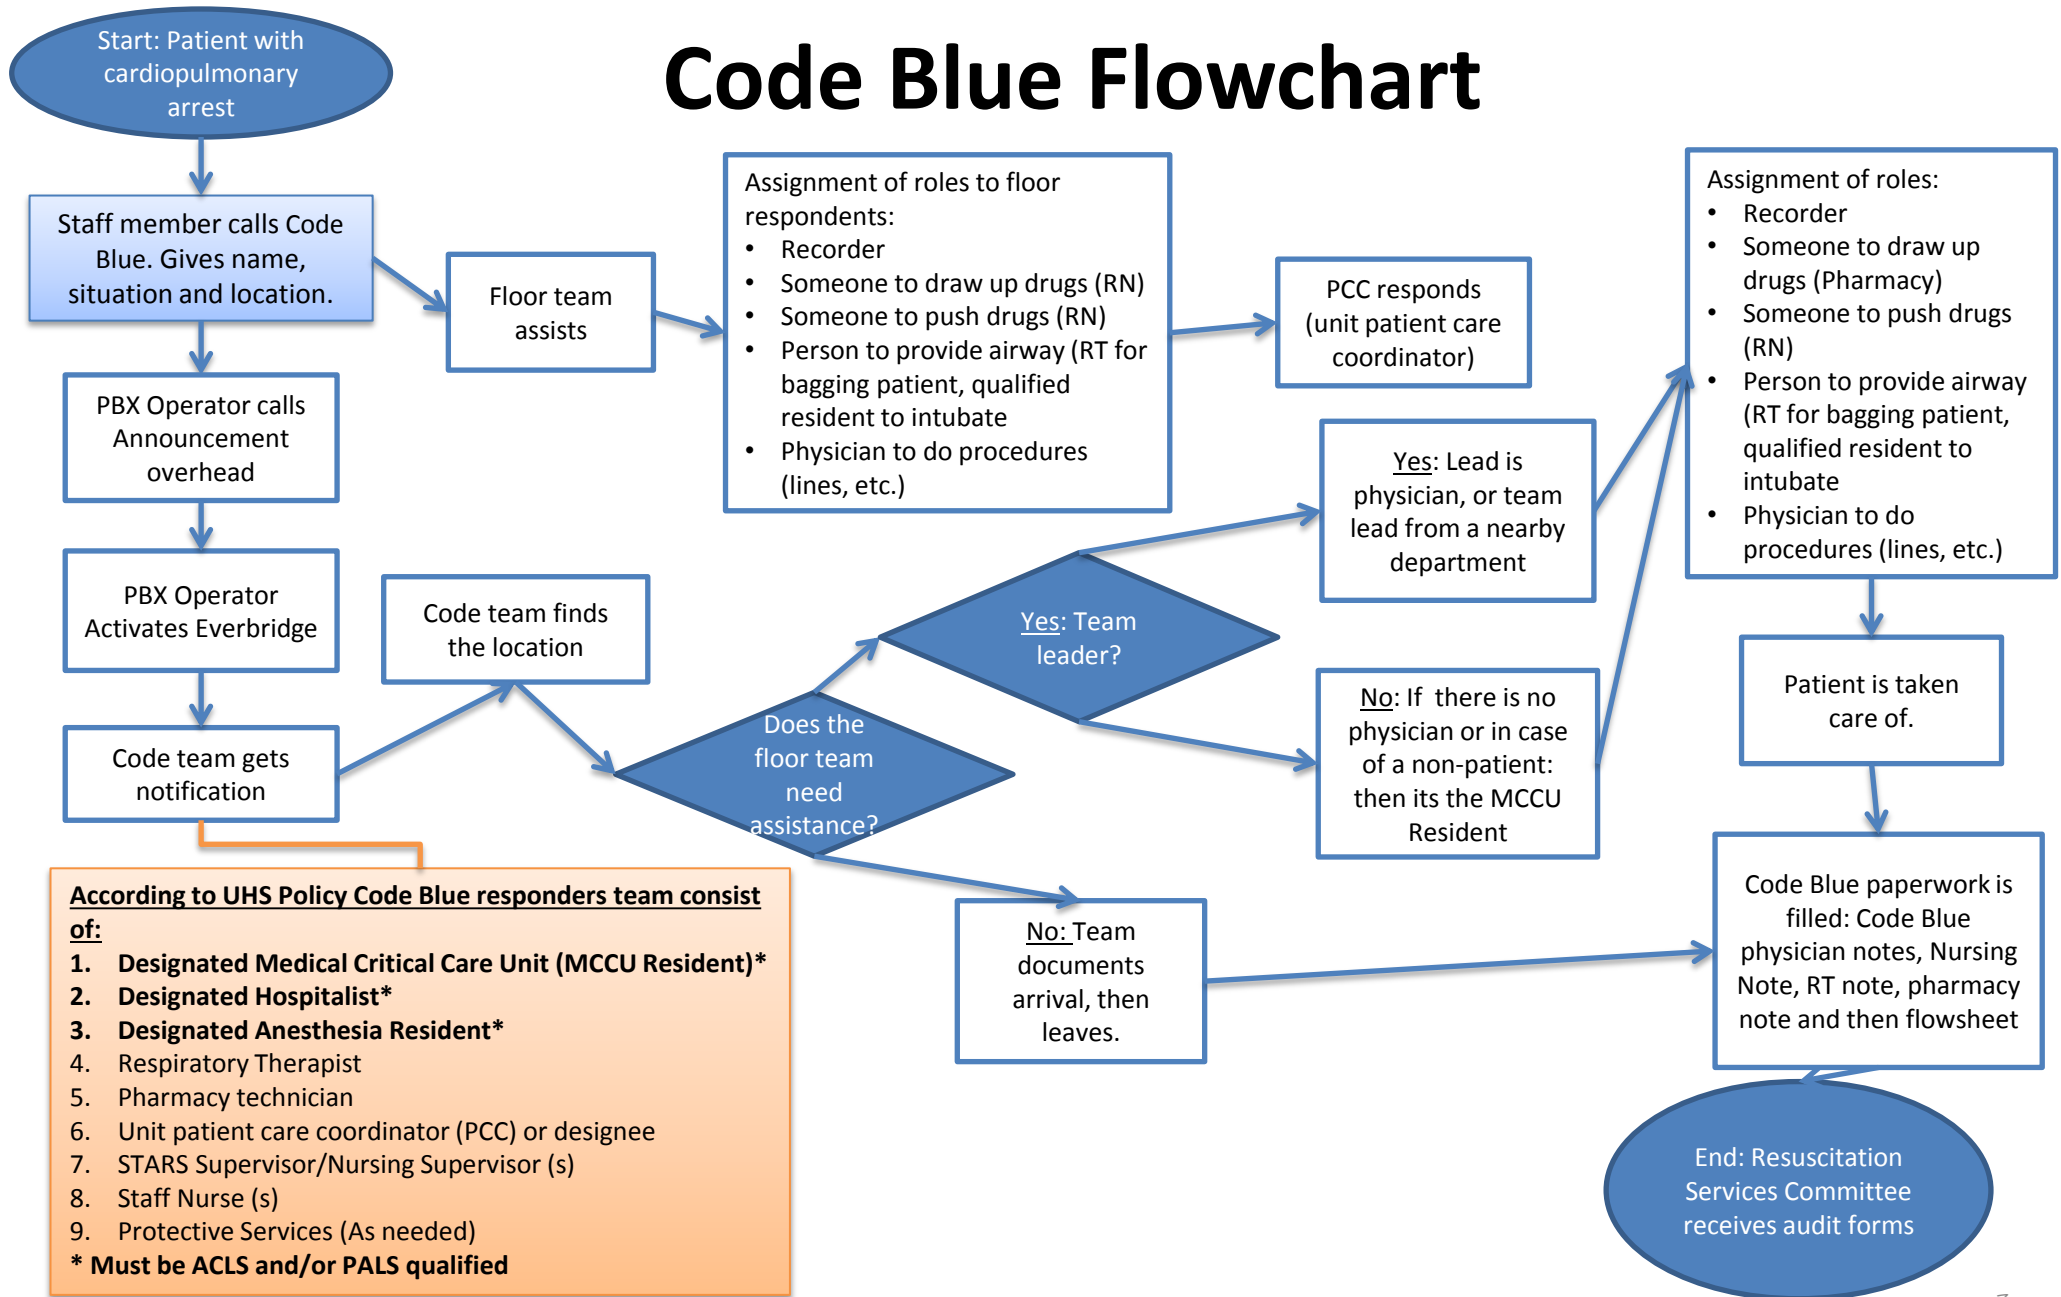 Code Blue Flowchart
Start: Patient with
cardiopulmonary
arrest
Staff member calls Code
Blue. Gives name,
situation and location.
Floor team
assists
Assignment of roles to floor
respondents:
• Recorder
• Someone to draw up drugs (RN)
• Someone to push drugs (RN)
• Person to provide airway (RT for
bagging patient, qualified
resident to intubate
• Physician to do procedures
(lines, etc.)
PCC responds
(unit patient care
coordinator)
PBX Operator calls
Announcement
overhead
PBX Operator
Activates Everbridge
Code team gets
notification
Code team finds
the location
Does the
floor team
need
assistance?
Yes: Team
leader?
Yes: Lead is
physician, or team
lead from a nearby
department
No: If  there is no
physician or in case
of a non-patient:
then its the MCCU
Resident
No: Team
documents
arrival, then
leaves.
Assignment of roles:
• Recorder
• Someone to draw up
drugs (Pharmacy)
• Someone to push drugs
(RN)
• Person to provide airway
(RT for bagging patient,
qualified resident to
intubate
• Physician to do
procedures (lines, etc.)
Patient is taken
care of.
Code Blue paperwork is
filled: Code Blue
physician notes, Nursing
Note, RT note, pharmacy
note and then flowsheet
End: Resuscitation
Services Committee
receives audit forms
According to UHS Policy Code Blue responders team consist
of:
1. Designated Medical Critical Care Unit (MCCU Resident)*
2. Designated Hospitalist*
3. Designated Anesthesia Resident*
4. Respiratory Therapist
5. Pharmacy technician
6. Unit patient care coordinator (PCC) or designee
7. STARS Supervisor/Nursing Supervisor (s)
8. Staff Nurse (s)
9. Protective Services (As needed)
* Must be ACLS and/or PALS qualified